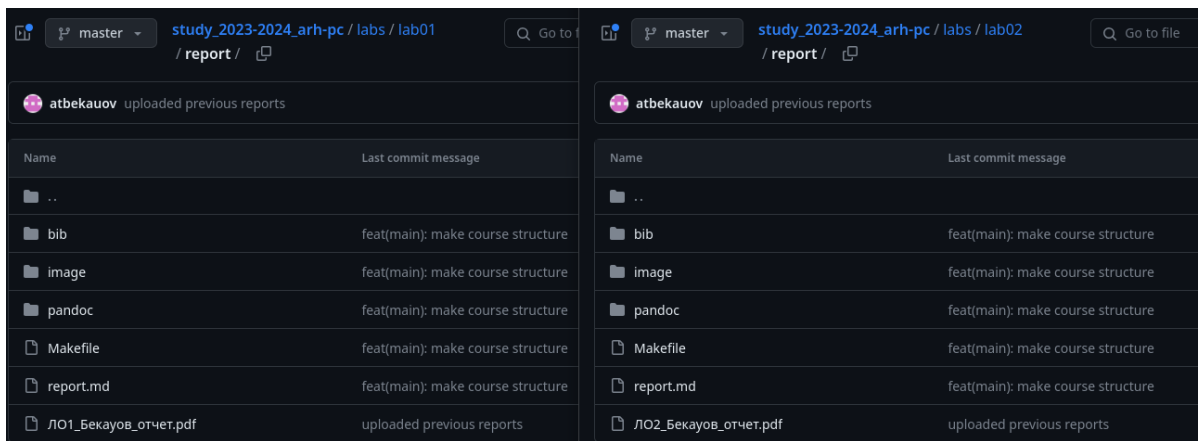 master study_2023-2024_arh-pc / labs / lab01 Go to f
/ report /
atbekauov uploaded previous reports
Name Last commit message
..
bib feat(main): make course structure
image feat(main): make course structure
pandoc feat(main): make course structure
Makefile feat(main): make course structure
report.md feat(main): make course structure
ЛО1_Бекауов_отчет.pdf uploaded previous reports
master study_2023-2024_arh-pc / labs / lab02 Go to file
/ report /
atbekauov uploaded previous reports
Name Last commit message
..
bib feat(main): make course structure
image feat(main): make course structure
pandoc feat(main): make course structure
Makefile feat(main): make course structure
report.md feat(main): make course structure
ЛО2_Бекауов_отчет.pdf uploaded previous reports